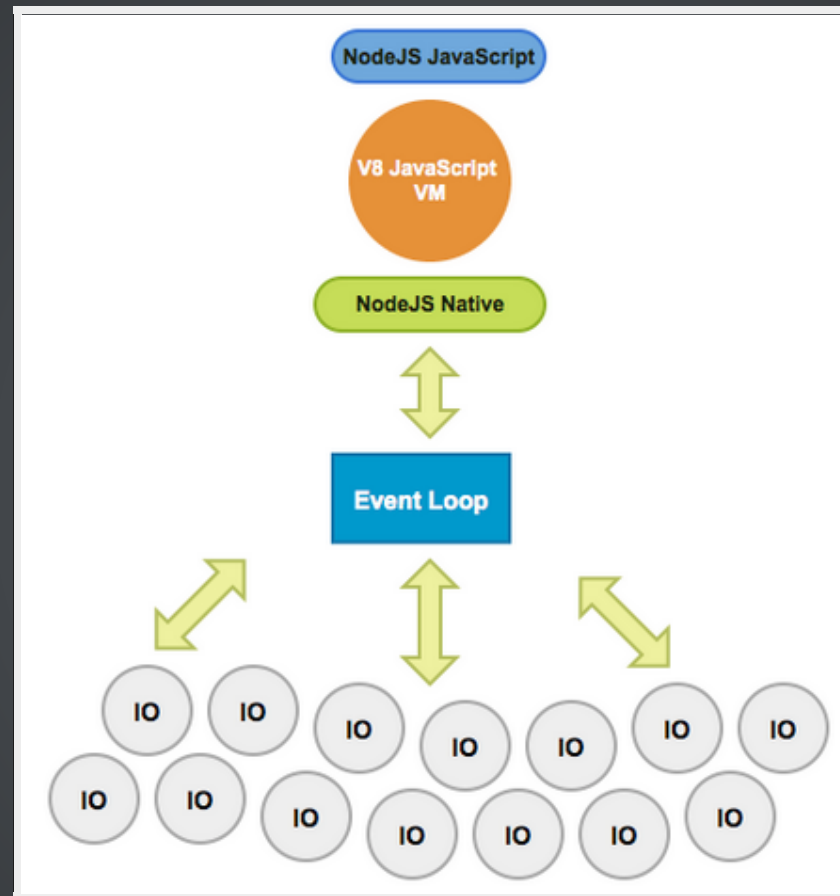 NodeJS JavaScript
V8 JavaScript
VM
NodeJS Native
Event Loop
IO
IO
IO
IO
IO
IO
IO
IO
IO
IO
IO
IO
IO
IO